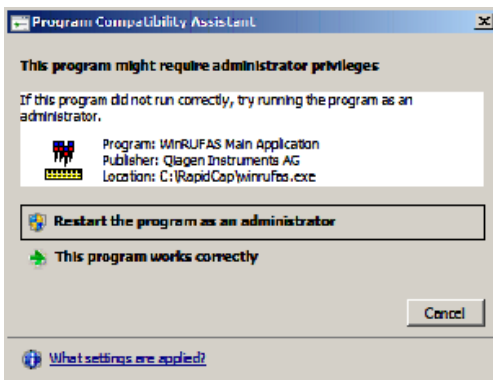 Program Compatibility Assistant
This program might require administrator privileges
If this program did not run correctly, try running the program as an
administrator.
Program: WinRUFAS Main Application
Publisher: Qiagen Instruments AG
Location: C:\RapidCap\winrufas.exe
Restart the program as an administrator
This program works correctly
Cancel
What settings are applied?